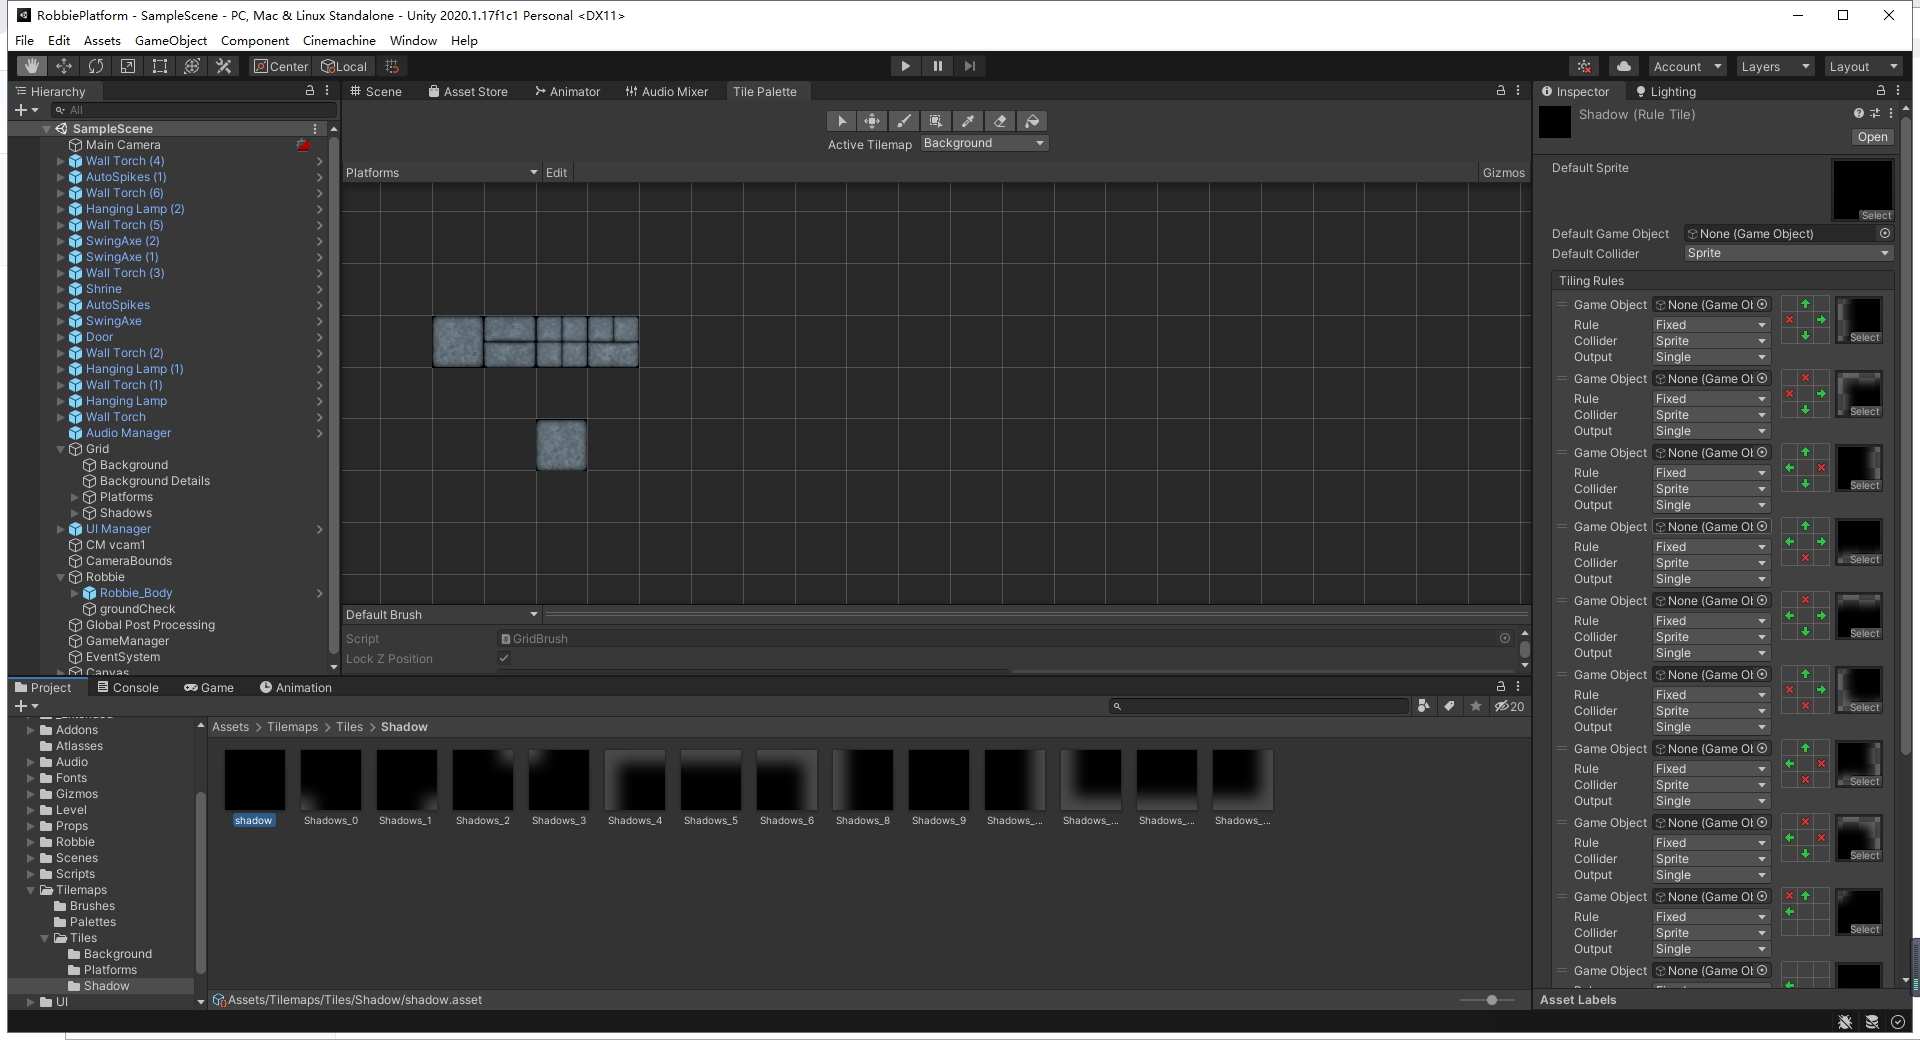 RobbiePlatform - SampleScene - PC, Mac & Linux Standalone - Unity 2020.1.17f1c1 Personal <DX11>
File Edit Assets GameObject Component Cinemachine Window Help
Center Local Account Layers Layout
Hierarchy
All
SampleScene
Main Camera
Wall Torch (4)
AutoSpikes (1)
Wall Torch (6)
Hanging Lamp (2)
Wall Torch (5)
SwingAxe (2)
SwingAxe (1)
Wall Torch (3)
Shrine
AutoSpikes
SwingAxe
Door
Wall Torch (2)
Hanging Lamp (1)
Wall Torch (1)
Hanging Lamp
Wall Torch
Audio Manager
Grid
Background
Background Details
Platforms
Shadows
UI Manager
CM vcam1
CameraBounds
Robbie
Robbie_Body
groundCheck
Global Post Processing
GameManager
EventSystem
Canvas
Scene Asset Store Animator Audio Mixer Tile Palette
Active Tilemap Background
Platforms Edit Gizmos
Default Brush
Script GridBrush
Lock Z Position
Project Console Game Animation
20
Addons
Atlasses
Audio
Fonts
Gizmos
Level
Props
Robbie
Scenes
Scripts
Tilemaps
Brushes
Palettes
Tiles
Background
Platforms
Shadow
UI
Assets > Tilemaps > Tiles > Shadow
shadow Shadows_0 Shadows_1 Shadows_2 Shadows_3 Shadows_4 Shadows_5 Shadows_6 Shadows_8 Shadows_9 Shadows_... Shadows_... Shadows_... Shadows_...
Assets/Tilemaps/Tiles/Shadow/shadow.asset
Inspector Lighting
Shadow (Rule Tile)
Open
Default Sprite
Select
Default Game Object None (Game Object)
Default Collider Sprite
Tiling Rules
Game Object None (Game Ob
Rule Fixed
Collider Sprite Select
Output Single
Game Object None (Game Ob
Rule Fixed
Collider Sprite Select
Output Single
Game Object None (Game Ob
Rule Fixed
Collider Sprite Select
Output Single
Game Object None (Game Ob
Rule Fixed
Collider Sprite Select
Output Single
Game Object None (Game Ob
Rule Fixed
Collider Sprite Select
Output Single
Game Object None (Game Ob
Rule Fixed
Collider Sprite Select
Output Single
Game Object None (Game Ob
Rule Fixed
Collider Sprite Select
Output Single
Game Object None (Game Ob
Rule Fixed
Collider Sprite Select
Output Single
Game Object None (Game Ob
Rule Fixed
Collider Sprite Select
Output Single
Game Object None (Game Ob
Asset Labels